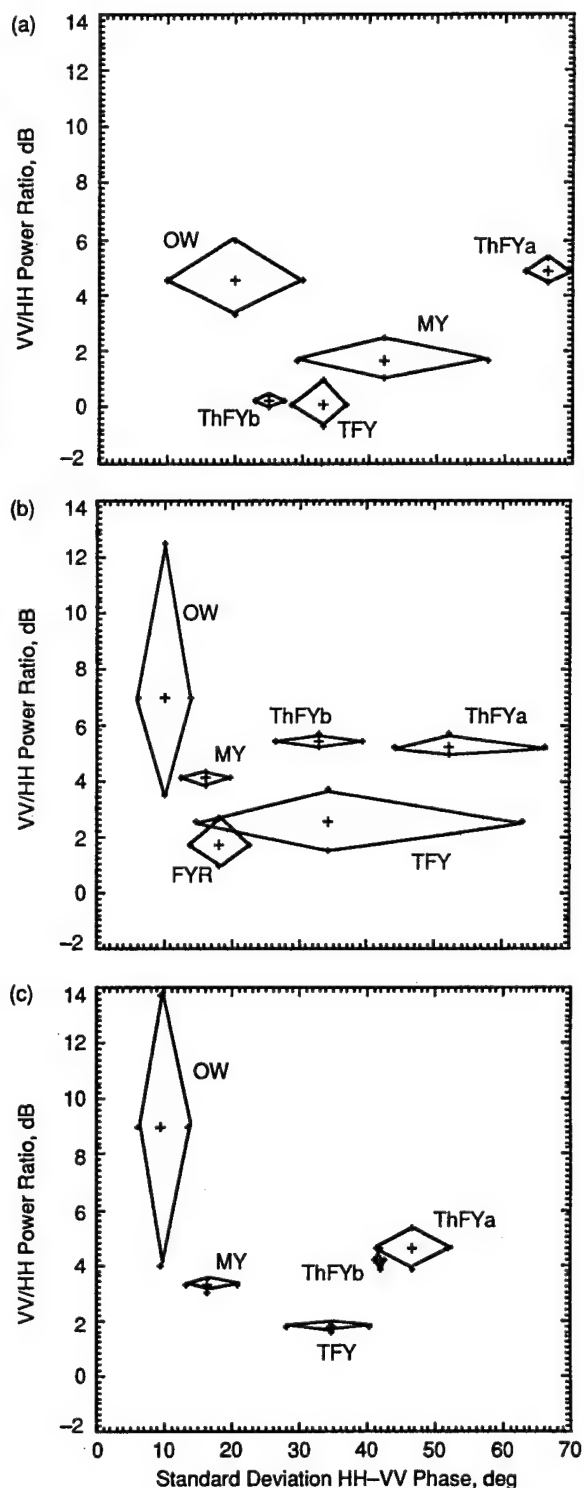 (a)
14
12
10
8
6
4
2
0
–2
VV/HH Power Ratio, dB
OW
ThFYa
MY
ThFYb
TFY
(b)
14
12
10
8
6
4
2
0
–2
VV/HH Power Ratio, dB
OW
ThFYb
ThFYa
MY
TFY
FYR
(c)
14
12
10
8
6
4
2
0
–2
VV/HH Power Ratio, dB
OW
ThFYa
MY
ThFYb
TFY
0 10 20 30 40 50 60 70
Standard Deviation HH–VV Phase, deg